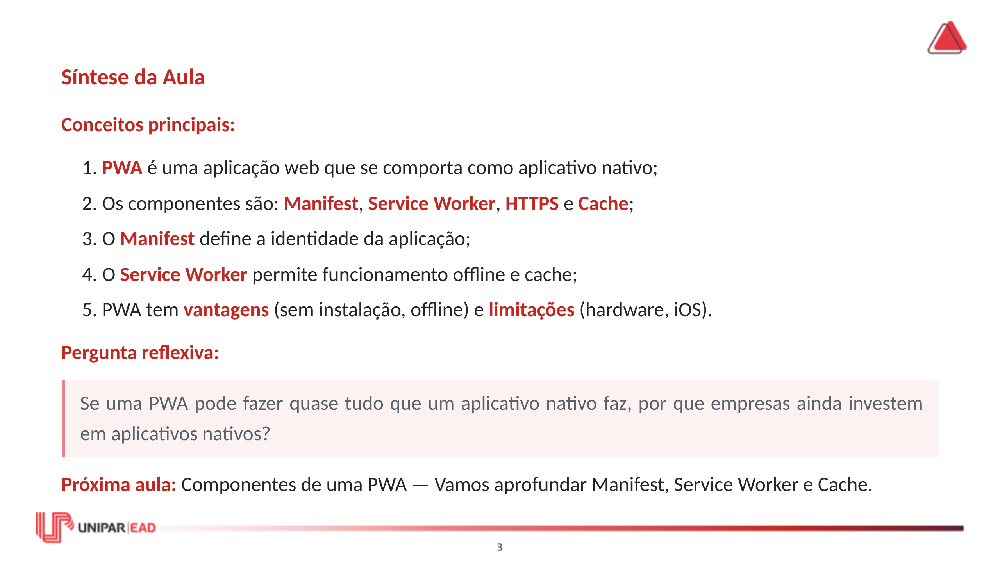 Síntese da Aula
Conceitos principais:
1. PWA é uma aplicação web que se comporta como aplicativo nativo;
2. Os componentes são: Manifest, Service Worker, HTTPS e Cache;
3. O Manifest define a identidade da aplicação;
4. O Service Worker permite funcionamento offline e cache;
5. PWA tem vantagens (sem instalação, offline) e limitações (hardware, iOS).
Pergunta reflexiva:
Se uma PWA pode fazer quase tudo que um aplicativo nativo faz, por que empresas ainda investem
em aplicativos nativos?
Próxima aula: Componentes de uma PWA — Vamos aprofundar Manifest, Service Worker e Cache.
UNIPAR|EAD
3